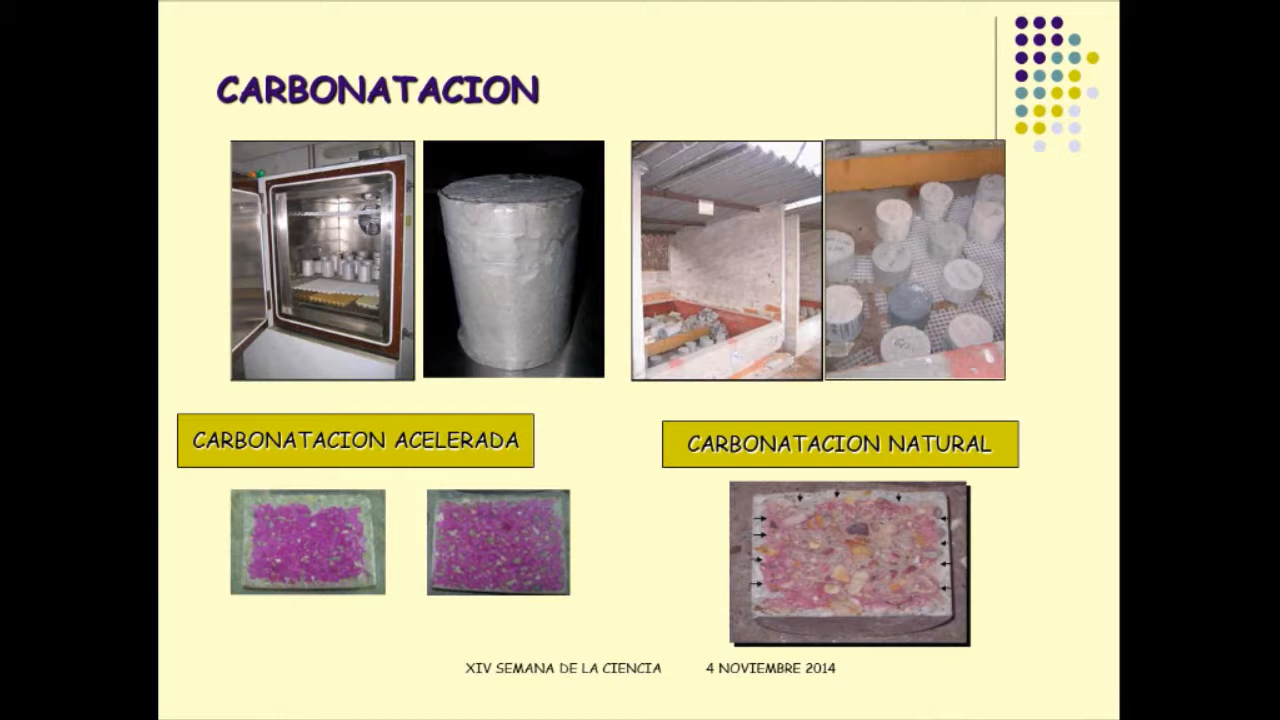 CARBONATACION
CARBONATACION ACELERADA
CARBONATACION NATURAL
XIV SEMANA DE LA CIENCIA 4 NOVIEMBRE 2014